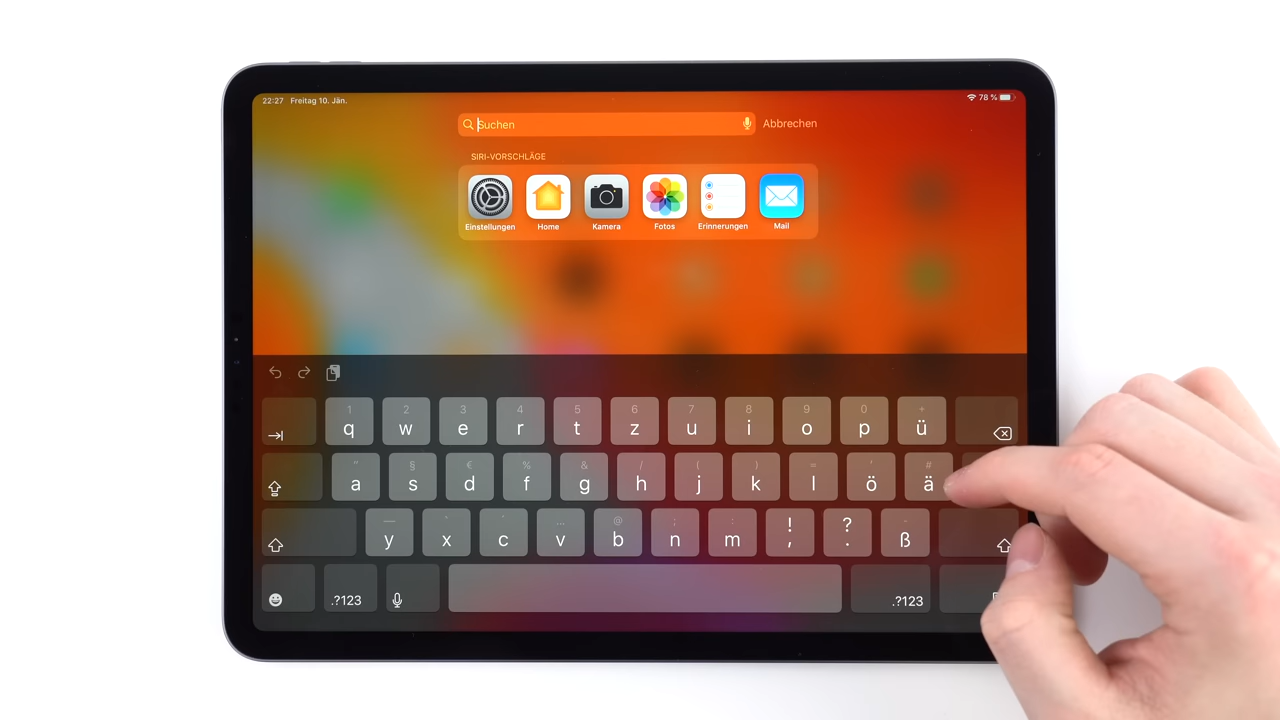 22:27 Freitag 10. Jän.
78 %
Suchen
Abbrechen
SIRI-VORSCHLÄGE
Einstellungen Home Kamera Fotos Erinnerungen Mail
1 2 3 4 5 6 7 8 9 0 +
q w e r t z u i o p ü
" § € % & / ( ) = ' #
a s d f g h j k l ö ä
— ` ' … @ ; : ! ? -
y x c v b n m , . ß
.?123 .?123